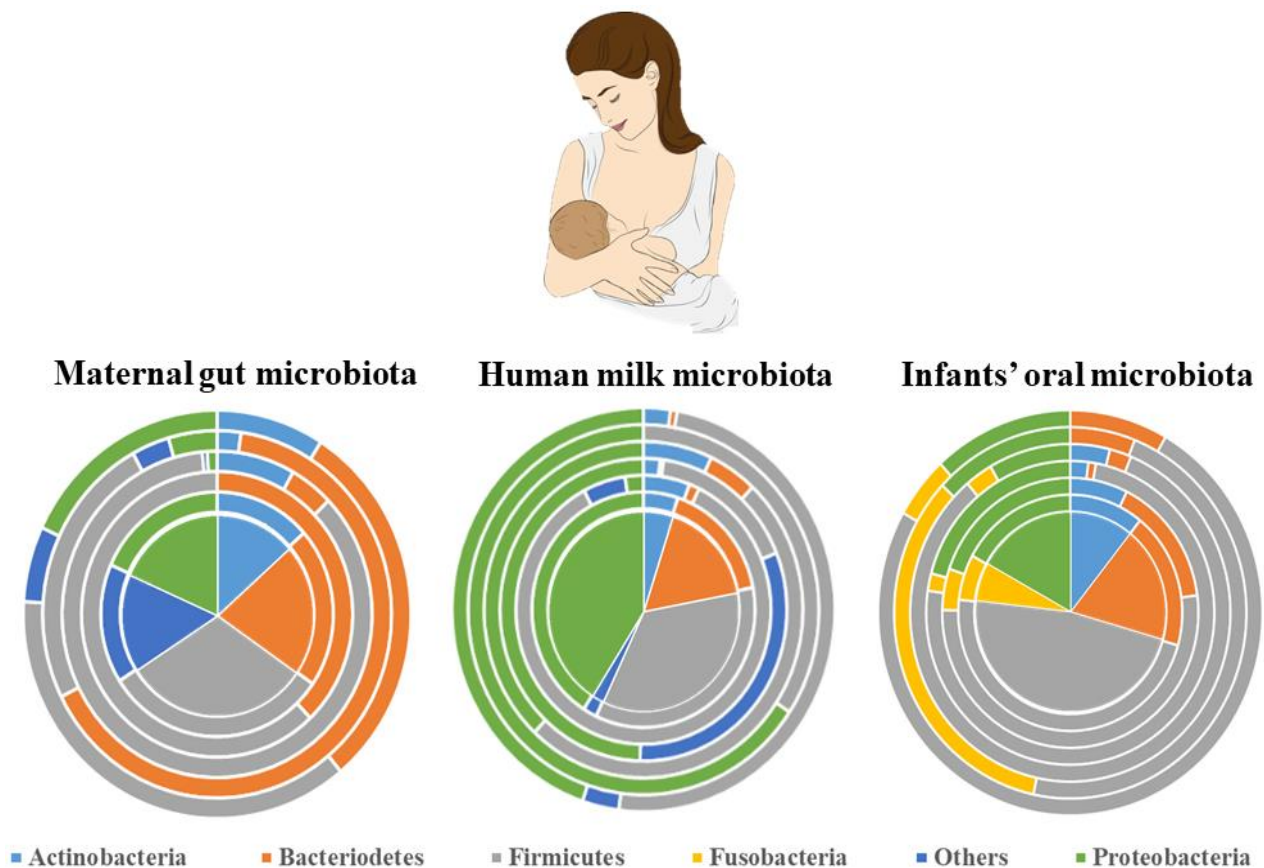 Maternal gut microbiota
Human milk microbiota
Infants' oral microbiota
Actinobacteria
Bacteriodetes
Firmicutes
Fusobacteria
Others
Proteobacteria